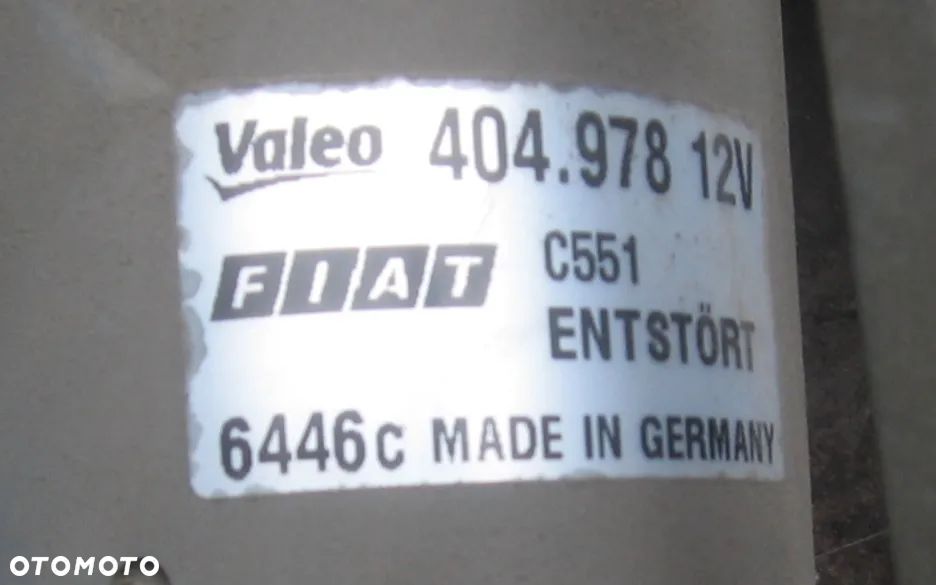 Valeo 404.978 12V
FIAT C551
ENTSTÖRT
6446c MADE IN GERMANY
OTOMOTO